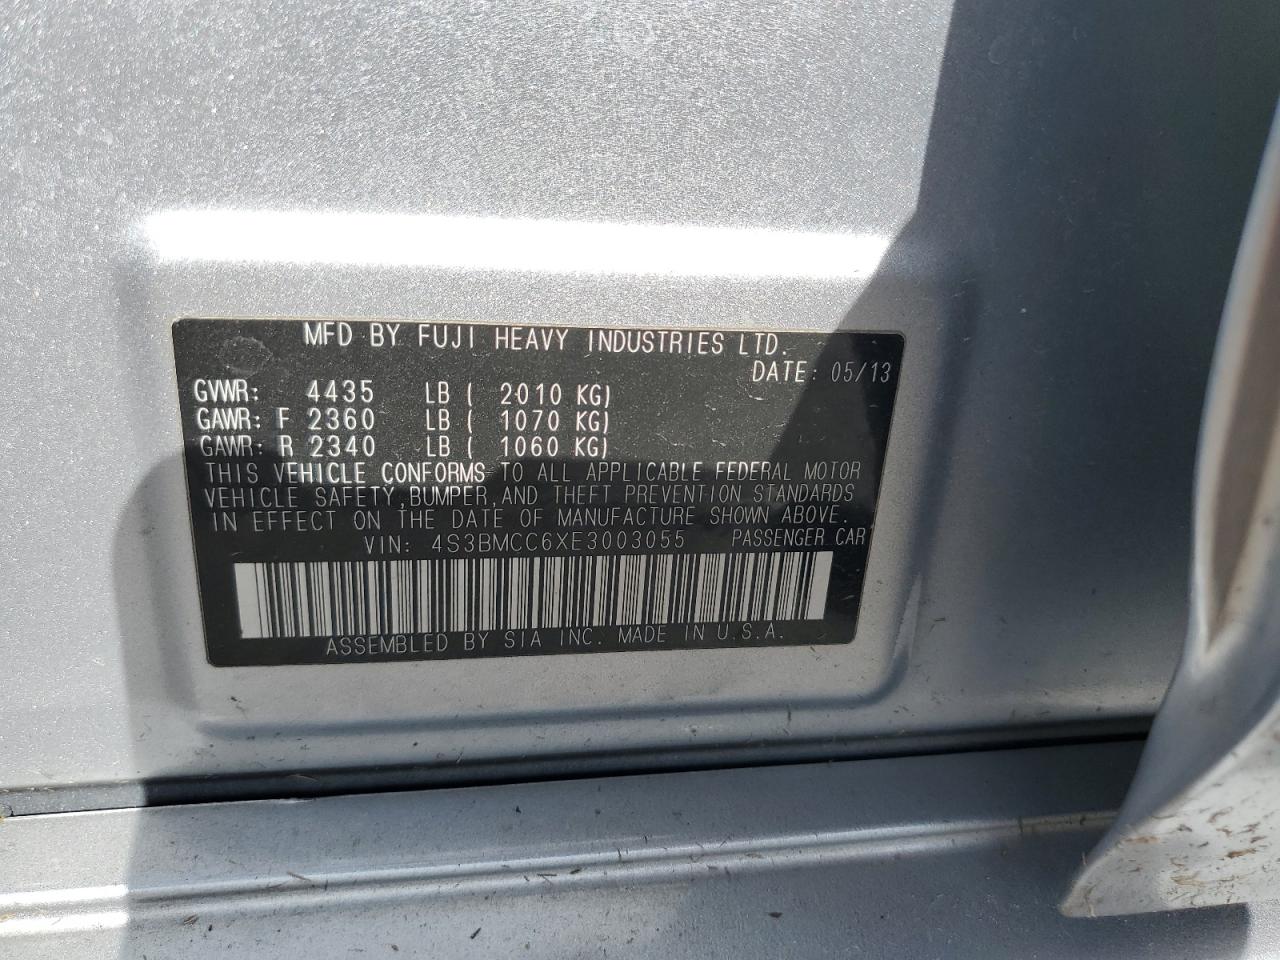 MFD BY FUJI HEAVY INDUSTRIES LTD.
DATE: 05/13
GVWR: 4435 LB ( 2010 KG)
GAWR: F 2360 LB ( 1070 KG)
GAWR: R 2340 LB ( 1060 KG)
THIS VEHICLE CONFORMS TO ALL APPLICABLE FEDERAL MOTOR
VEHICLE SAFETY, BUMPER, AND THEFT PREVENTION STANDARDS
IN EFFECT ON THE DATE OF MANUFACTURE SHOWN ABOVE.
VIN: 4S3BMCC6XE3003055 PASSENGER CAR
ASSEMBLED BY SIA INC. MADE IN U.S.A.